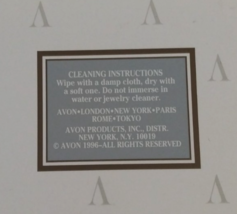 CLEANING INSTRUCTIONS
Wipe with a damp cloth, dry with
a soft one. Do not immerse in
water or jewelry cleaner.
AVON•LONDON•NEW YORK•PARIS
ROME•TOKYO
AVON PRODUCTS, INC., DISTR.
NEW YORK, N.Y. 10019
© AVON 1986–ALL RIGHTS RESERVED